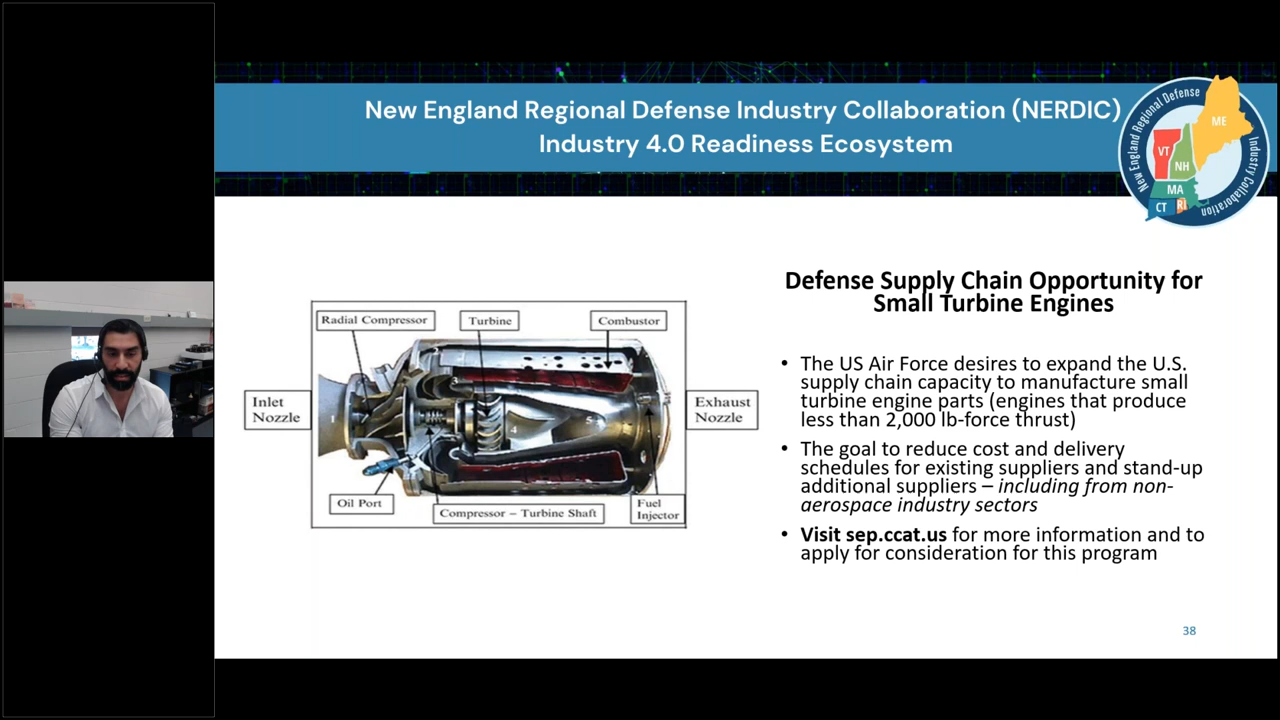 New England Regional Defense Industry Collaboration (NERDIC)
Industry 4.0 Readiness Ecosystem
New England Regional Defense
Industry Collaboration
ME
VT
NH
MA
CT
RI
Defense Supply Chain Opportunity for
Small Turbine Engines
Radial Compressor
Turbine
Combustor
Inlet
Nozzle
Exhaust
Nozzle
1
3
4
5
Oil Port
Compressor – Turbine Shaft
Fuel
Injector
• The US Air Force desires to expand the U.S.
supply chain capacity to manufacture small
turbine engine parts (engines that produce
less than 2,000 lb-force thrust)
• The goal to reduce cost and delivery
schedules for existing suppliers and stand-up
additional suppliers – including from non-
aerospace industry sectors
• Visit sep.ccat.us for more information and to
apply for consideration for this program
38